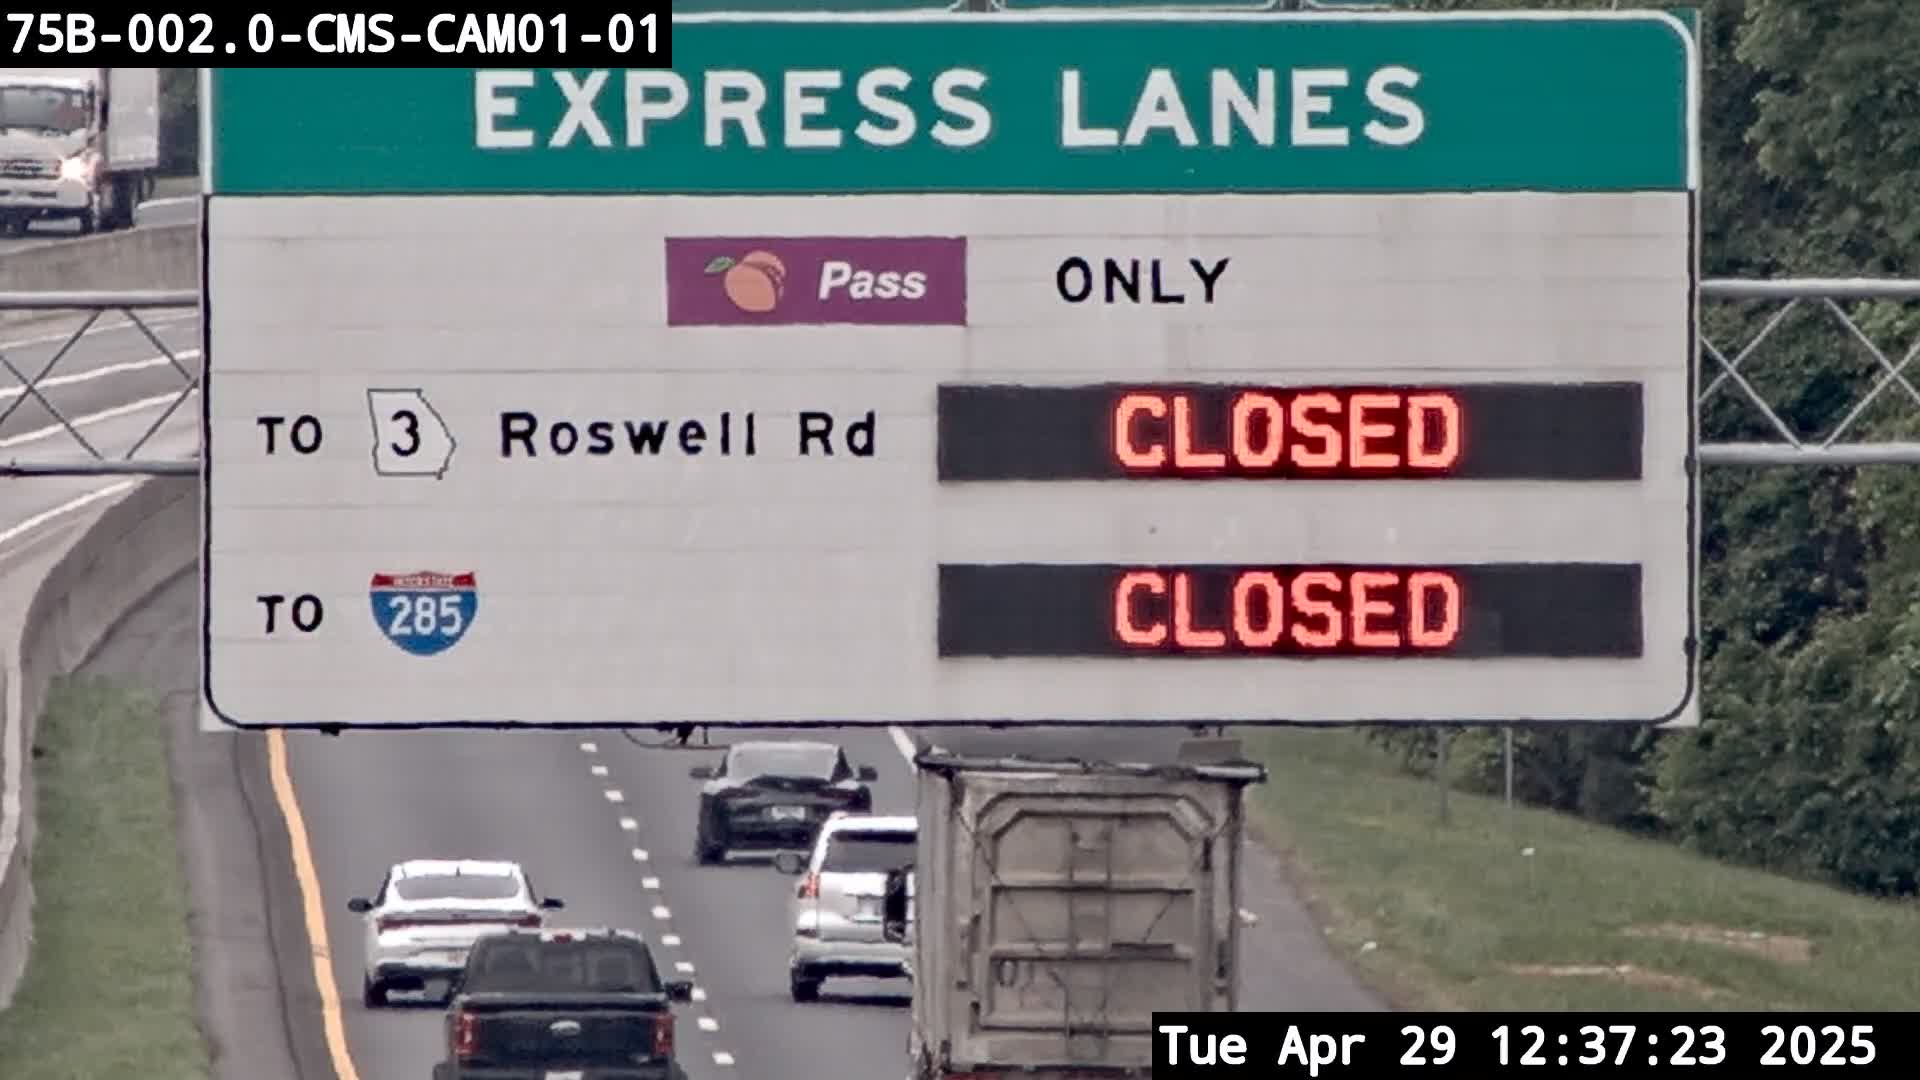 75B-002.0-CMS-CAM01-01
EXPRESS LANES
Pass ONLY
TO 3 Roswell Rd CLOSED
TO INTERSTATE 285 CLOSED
Tue Apr 29 12:37:23 2025